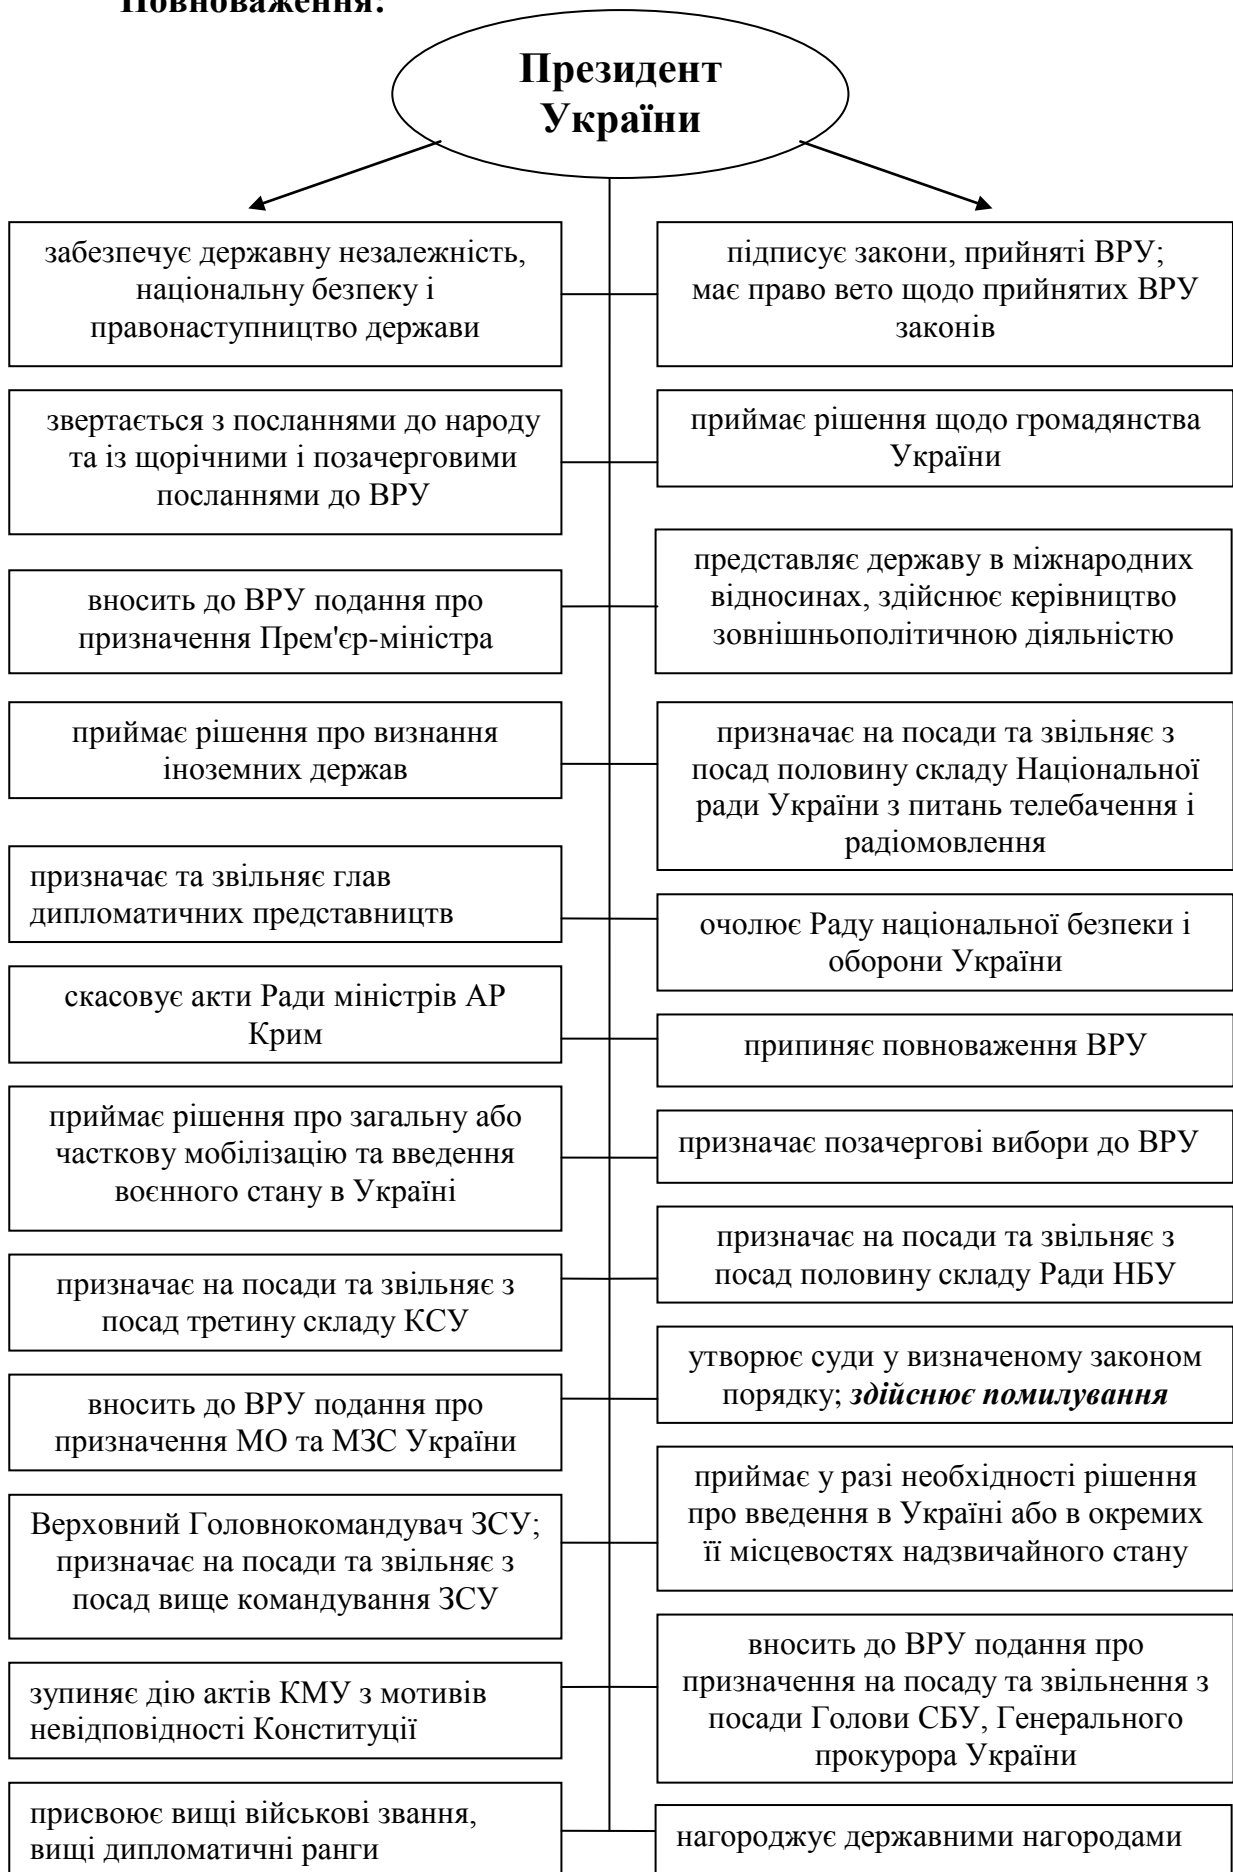 Повноваження:
Президент
України
забезпечує державну незалежність,
національну безпеку і
правонаступництво держави
підписує закони, прийняті ВРУ;
має право вето щодо прийнятих ВРУ
законів
звертається з посланнями до народу
та із щорічними і позачерговими
посланнями до ВРУ
приймає рішення щодо громадянства
України
вносить до ВРУ подання про
призначення Прем'єр-міністра
представляє державу в міжнародних
відносинах, здійснює керівництво
зовнішньополітичною діяльністю
приймає рішення про визнання
іноземних держав
призначає на посади та звільняє з
посад половину складу Національної
ради України з питань телебачення і
радіомовлення
призначає та звільняє глав
дипломатичних представництв
очолює Раду національної безпеки і
оборони України
скасовує акти Ради міністрів АР
Крим
припиняє повноваження ВРУ
приймає рішення про загальну або
часткову мобілізацію та введення
воєнного стану в Україні
призначає позачергові вибори до ВРУ
призначає на посади та звільняє з
посад третину складу КСУ
призначає на посади та звільняє з
посад половину складу Ради НБУ
вносить до ВРУ подання про
призначення МО та МЗС України
утворює суди у визначеному законом
порядку; здійснює помилування
Верховний Головнокомандувач ЗСУ;
призначає на посади та звільняє з
посад вище командування ЗСУ
приймає у разі необхідності рішення
про введення в Україні або в окремих
її місцевостях надзвичайного стану
зупиняє дію актів КМУ з мотивів
невідповідності Конституції
вносить до ВРУ подання про
призначення на посаду та звільнення з
посади Голови СБУ, Генерального
прокурора України
присвоює вищі військові звання,
вищі дипломатичні ранги
нагороджує державними нагородами